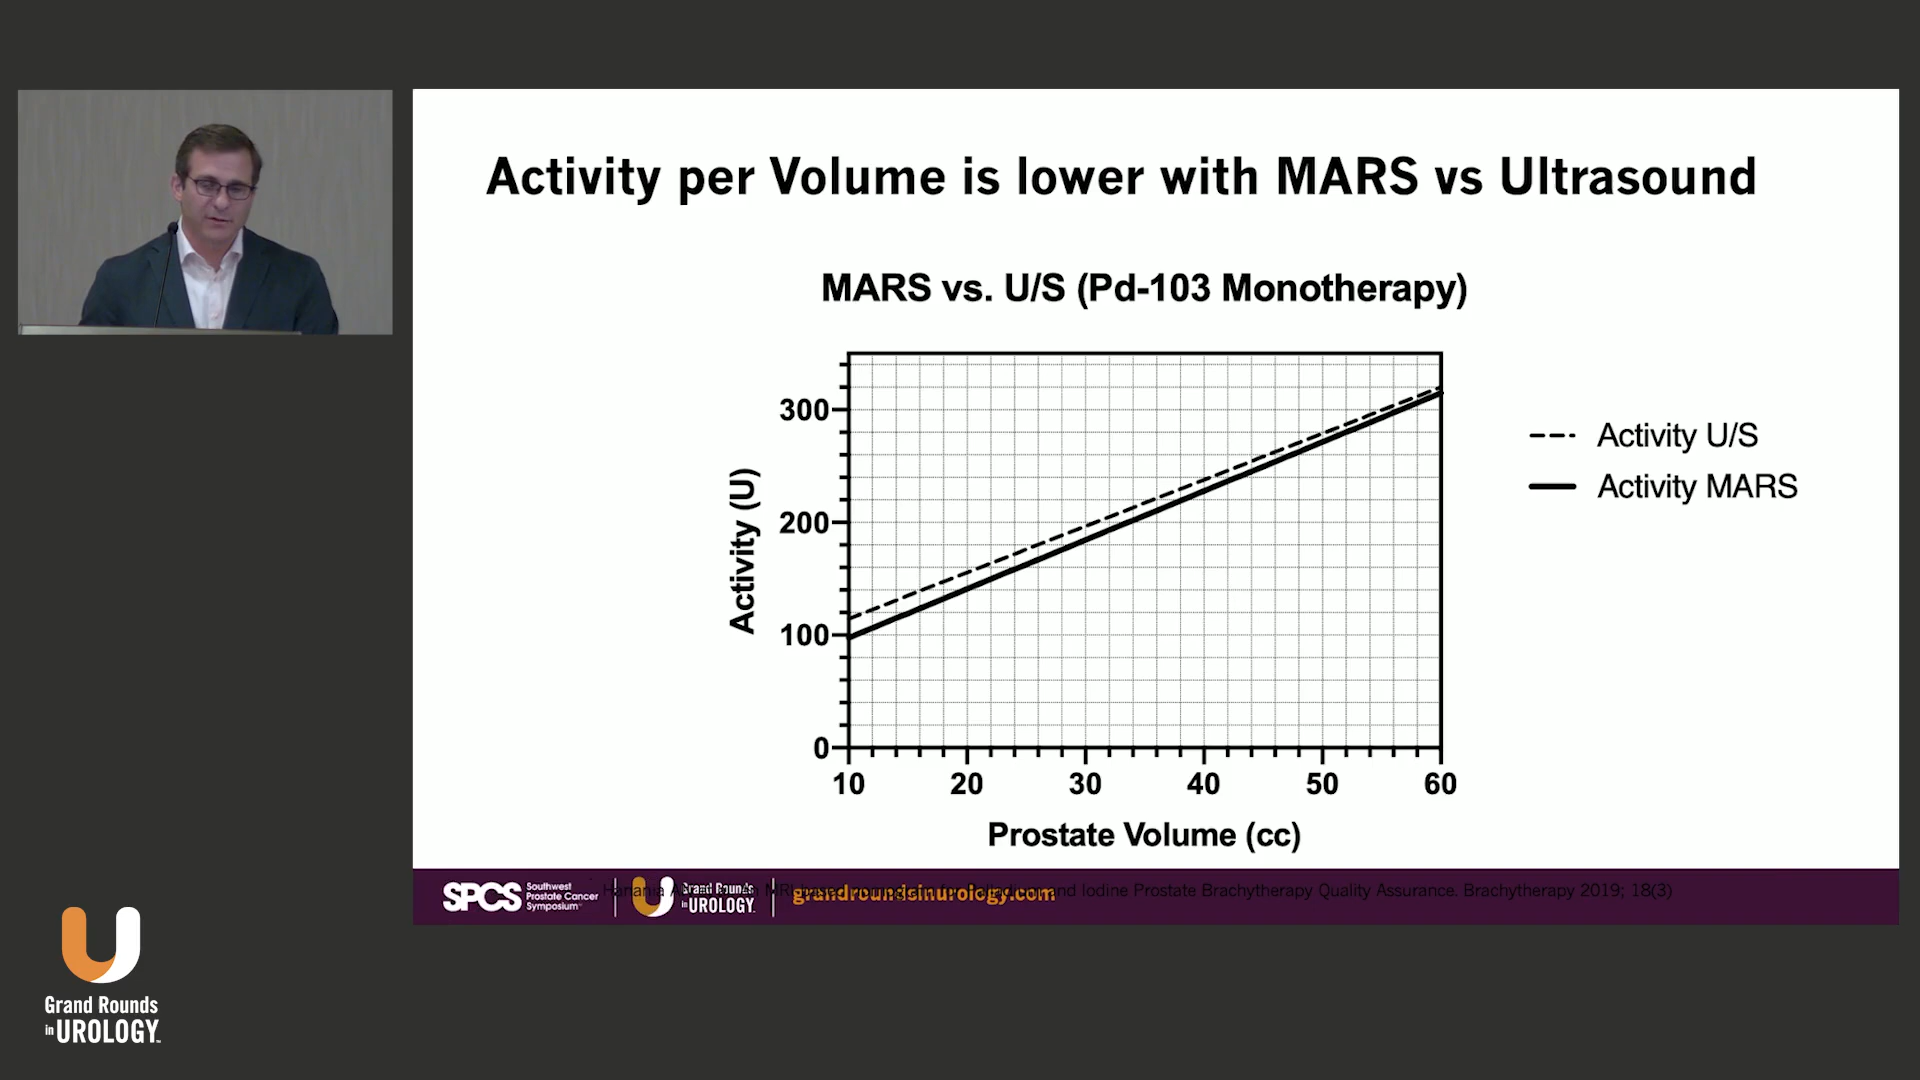 Activity per Volume is lower with MARS vs Ultrasound
MARS vs. U/S (Pd-103 Monotherapy)
Activity (U)
300
200
100
0
10 20 30 40 50 60
Prostate Volume (cc)
Activity U/S
Activity MARS
SPCS Southwest Prostate Cancer Symposium
Grand Rounds in UROLOGY
grandroundsinurology.com
and Iodine Prostate Brachytherapy Quality Assurance. Brachytherapy 2019; 18(3)
Grand Rounds
in UROLOGY